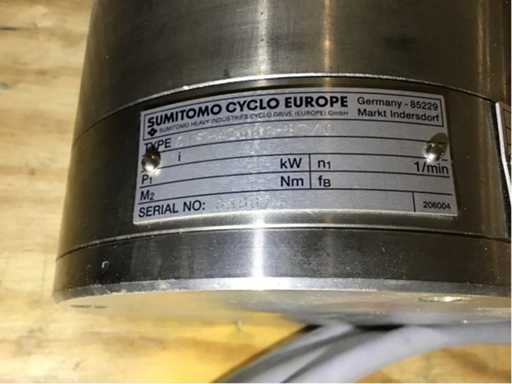 SUMITOMO CYCLO EUROPE
SUMITOMO HEAVY INDUSTRIES CYCLO DRIVE (EUROPE) GmbH
Germany - 85229
Markt Indersdorf
TYPE
i
P1 kW n1 1/min
M2 Nm fB
SERIAL NO:
206004